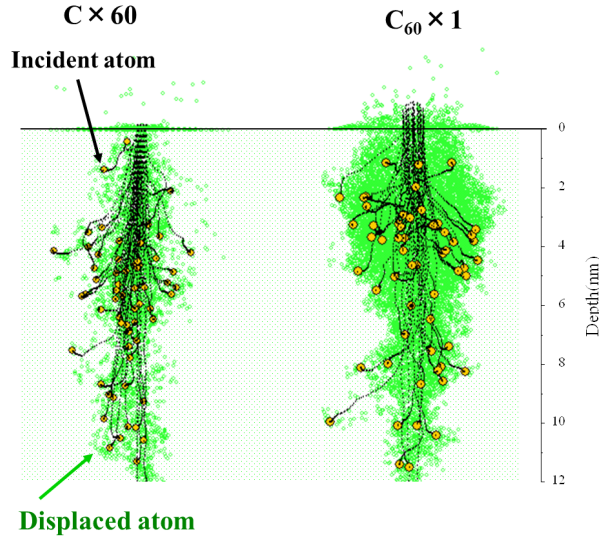 C × 60
C₆₀ × 1
Incident atom
0
2
4
6
8
10
12
Depth(nm)
Displaced atom